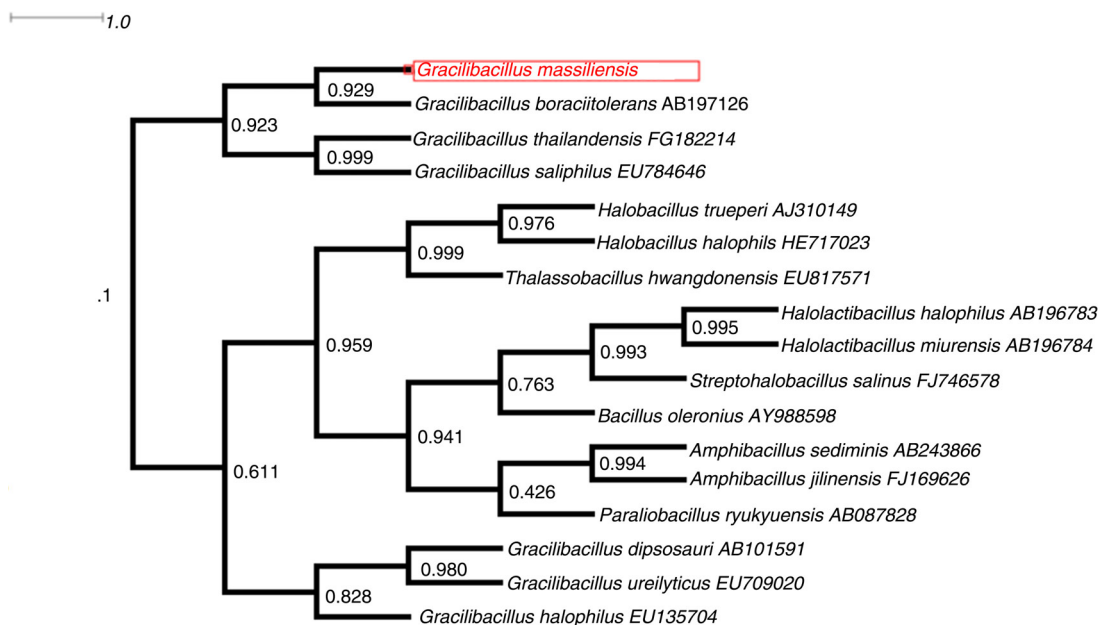 1.0
Gracilibacillus massiliensis
0.929
Gracilibacillus boraciitolerans AB197126
0.923
Gracilibacillus thailandensis FG182214
0.999
Gracilibacillus saliphilus EU784646
Halobacillus trueperi AJ310149
0.976
Halobacillus halophils HE717023
0.999
Thalassobacillus hwangdonensis EU817571
.1
Halolactibacillus halophilus AB196783
0.995
Halolactibacillus miurensis AB196784
0.959
0.993
Streptohalobacillus salinus FJ746578
0.763
Bacillus oleronius AY988598
0.941
Amphibacillus sediminis AB243866
0.994
Amphibacillus jilinensis FJ169626
0.611
0.426
Paraliobacillus ryukyuensis AB087828
Gracilibacillus dipsosauri AB101591
0.980
Gracilibacillus ureilyticus EU709020
0.828
Gracilibacillus halophilus EU135704